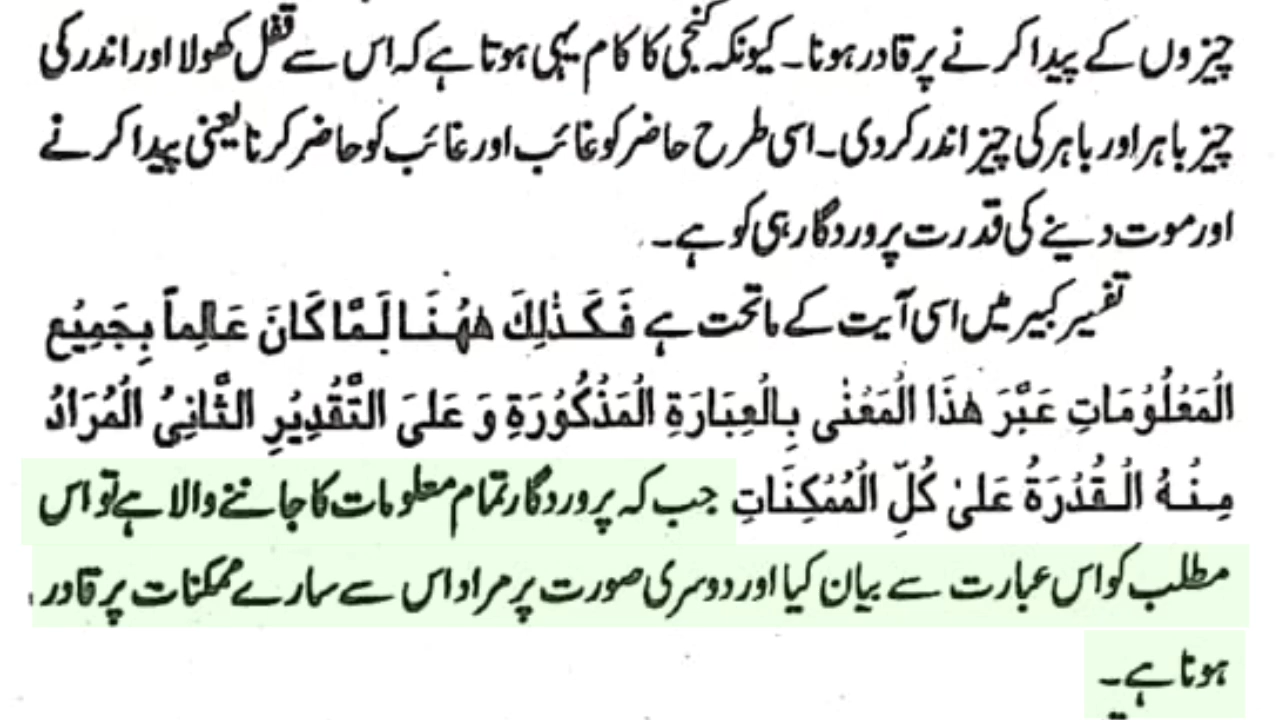 چیزوں کے پیدا کرنے پر قادر ہونا۔ کیونکہ کنجی کا کام یہی ہوتا ہے کہ اس سے قفل کھولا اور اندر کی
چیز باہر اور باہر کی چیز اندر کردی۔ اسی طرح حاضر کو غائب اور غائب کو حاضر کرنا یعنی پیدا کرنے
اور موت دینے کی قدرت پروردگار ہی کو ہے۔
تفسیر کبیر میں اسی آیت کے ماتحت ہے فَكَذٰلِكَ هٰهُنَا لَمَّا كَانَ عَالِماً بِجَمِيْعِ
الْمَعْلُوْمَاتِ عَبَّرَ هٰذَا الْمَعْنٰى بِالْعِبَارَةِ الْمَذْكُوْرَةِ وَ عَلىَ التَّقْدِيْرِ الثَّانِيْ الْمُرَادُ
مِنْهُ الْقُدْرَةُ عَلىٰ كُلِّ الْمُمْكِنَاتِ جب کہ پروردگار تمام معلومات کا جاننے والا ہے تو اس
مطلب کو اس عبارت سے بیان کیا اور دوسری صورت پر مراد اس سے سارے ممکنات پر قادر
ہونا ہے۔